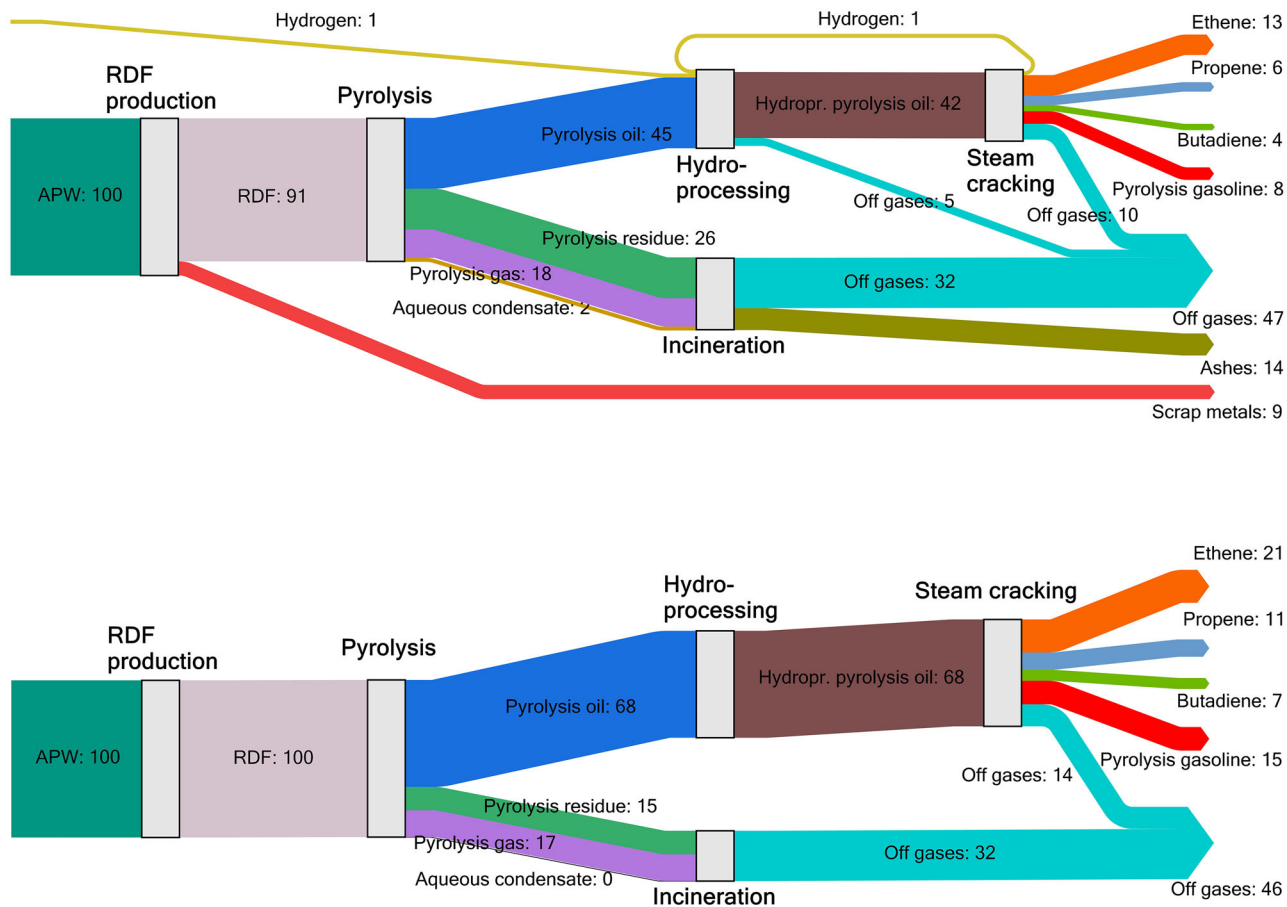 Hydrogen: 1
Hydrogen: 1
Ethene: 13
RDF
production
Pyrolysis
Propene: 6
Hydropr. pyrolysis oil: 42
Pyrolysis oil: 45
Butadiene: 4
Hydro-
processing
Steam
cracking
Pyrolysis gasoline: 8
APW: 100
RDF: 91
Off gases: 5
Off gases: 10
Pyrolysis residue: 26
Pyrolysis gas: 18
Off gases: 32
Aqueous condensate: 2
Off gases: 47
Incineration
Ashes: 14
Scrap metals: 9
Ethene: 21
Hydro-
processing
Steam cracking
Propene: 11
RDF
production
Pyrolysis
Pyrolysis oil: 68
Hydropr. pyrolysis oil: 68
Butadiene: 7
APW: 100
RDF: 100
Pyrolysis gasoline: 15
Off gases: 14
Pyrolysis residue: 15
Pyrolysis gas: 17
Off gases: 32
Aqueous condensate: 0
Off gases: 46
Incineration